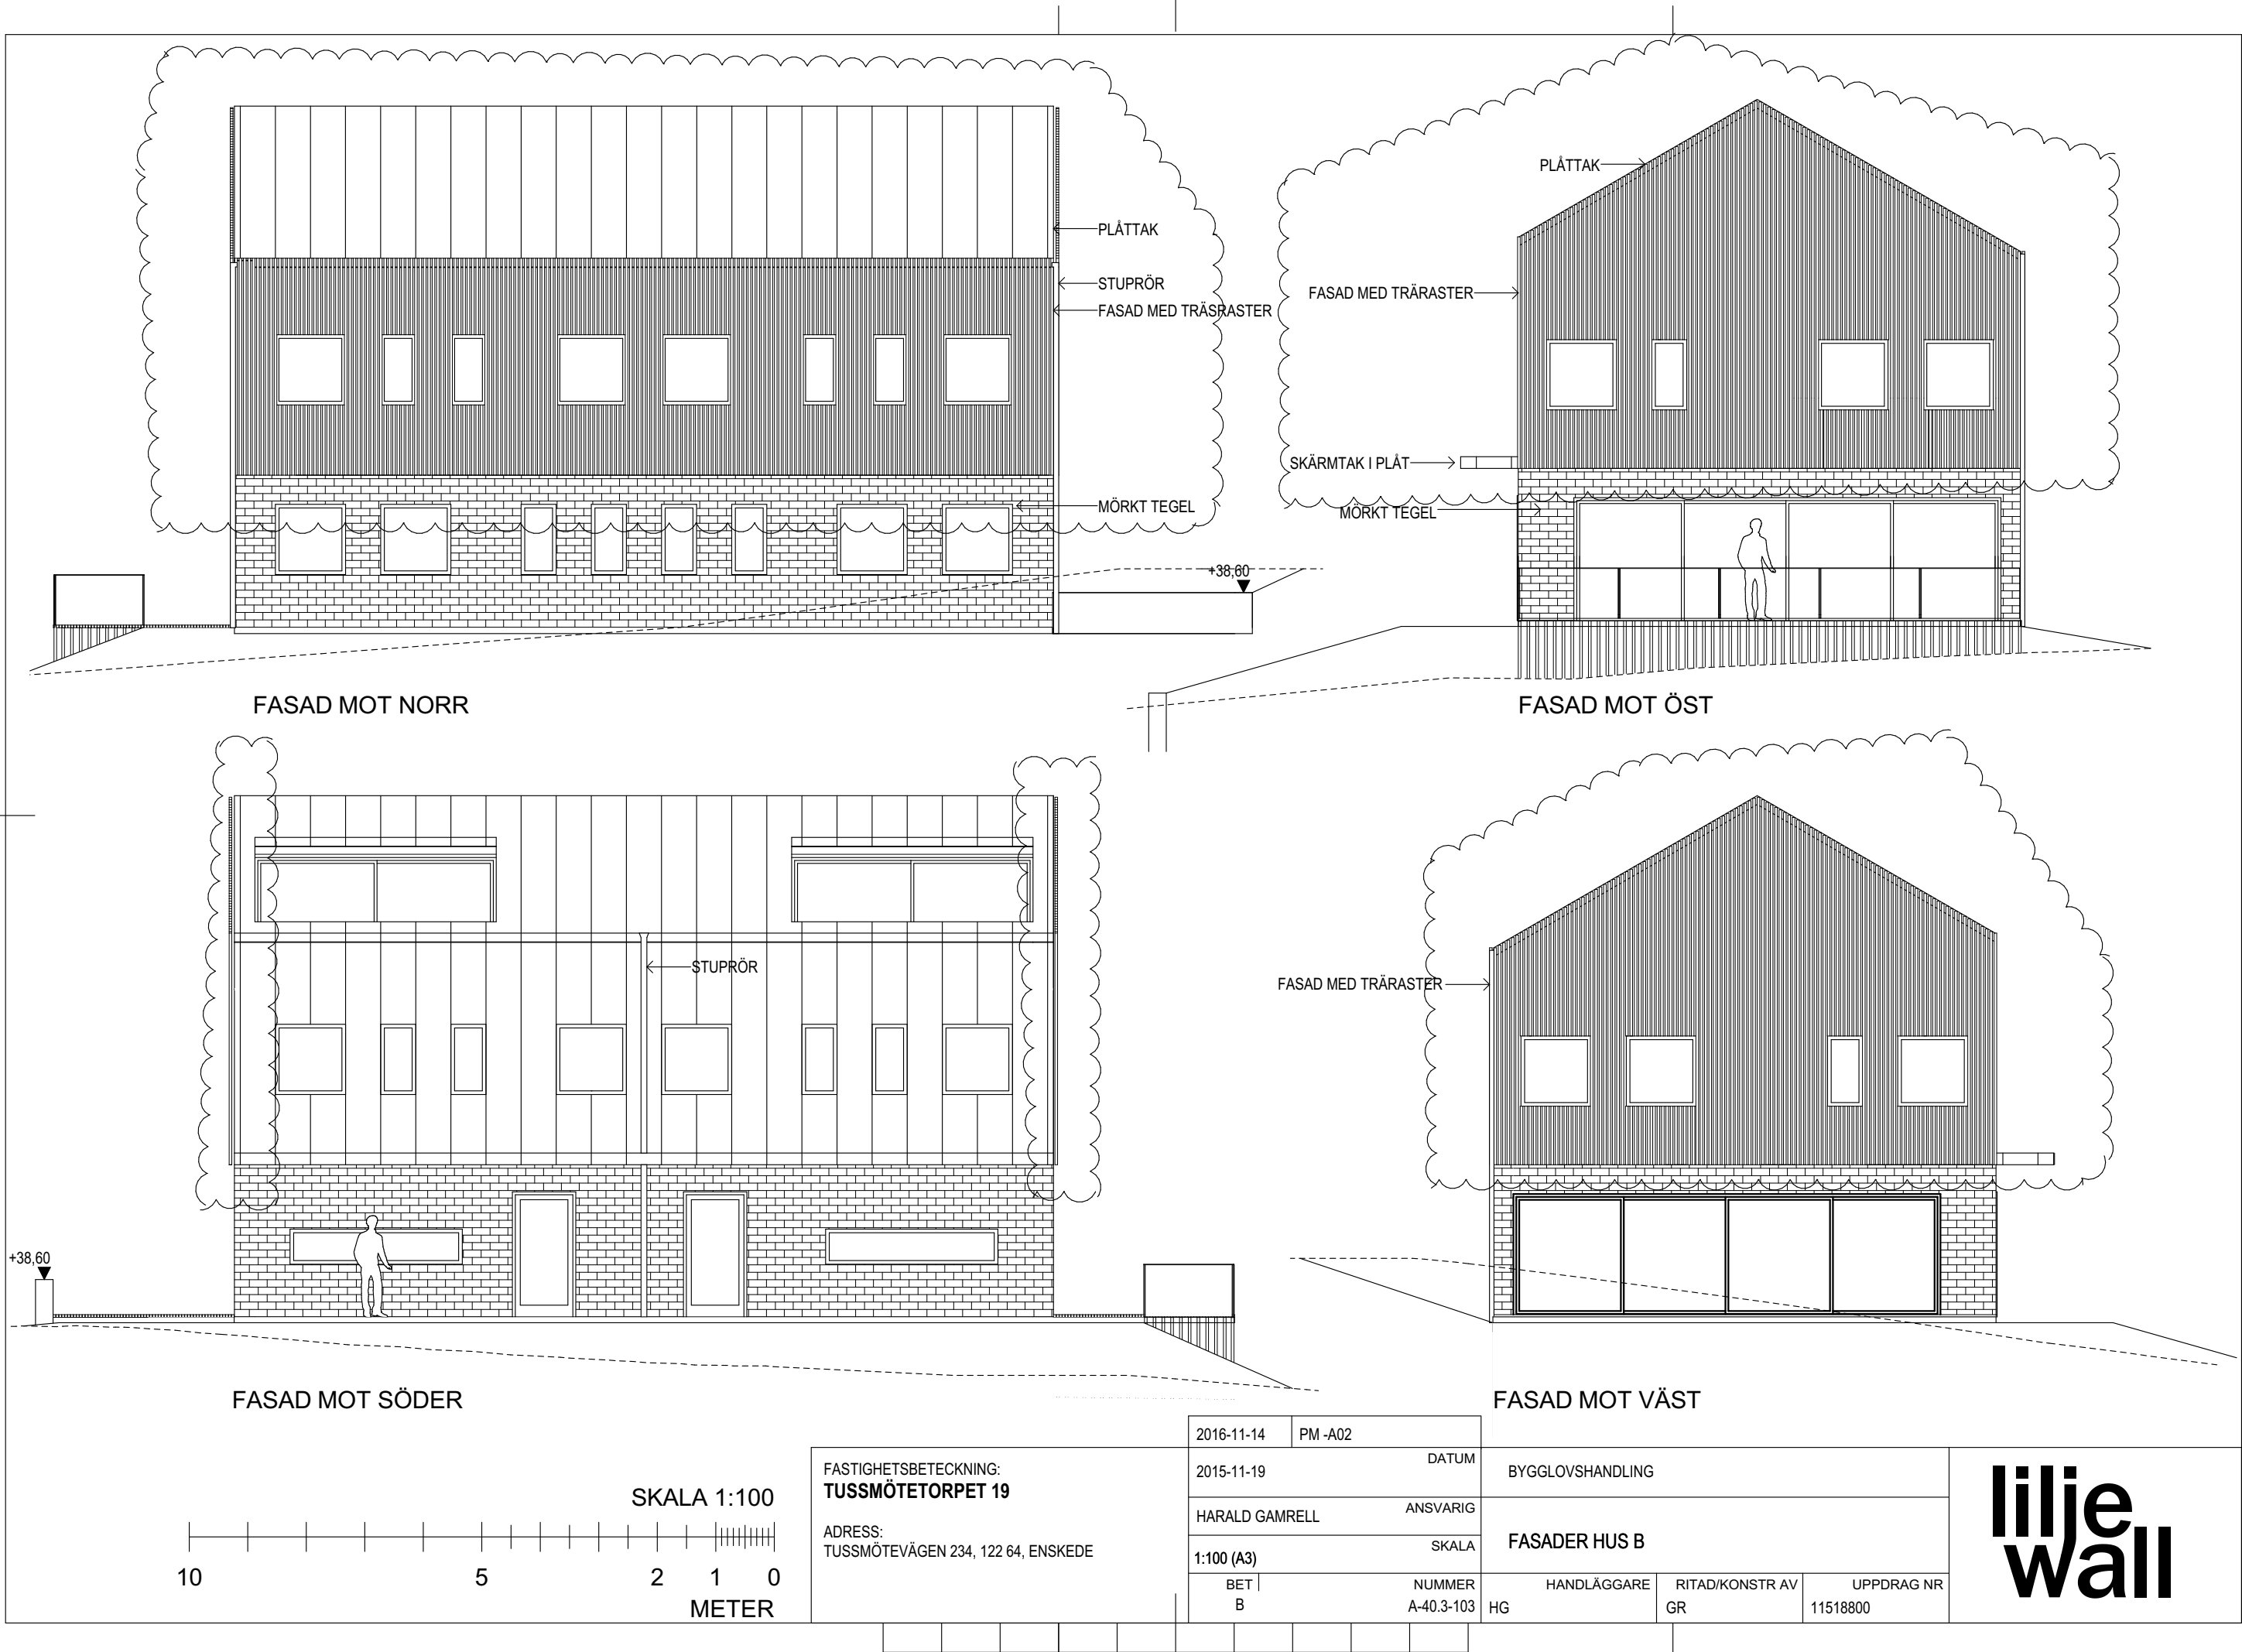 PLÅTTAK
STUPRÖR
FASAD MED TRÄSRASTER
MÖRKT TEGEL
+38,60
FASAD MOT NORR
PLÅTTAK
FASAD MED TRÄRASTER
SKÄRMTAK I PLÅT
MÖRKT TEGEL
FASAD MOT ÖST
STUPRÖR
+38,60
FASAD MOT SÖDER
FASAD MED TRÄRASTER
FASAD MOT VÄST
SKALA 1:100
10 5 2 1 0
METER
FASTIGHETSBETECKNING:
TUSSMÖTETORPET 19
ADRESS:
TUSSMÖTEVÄGEN 234, 122 64, ENSKEDE
2016-11-14 PM -A02
DATUM
2015-11-19
ANSVARIG
HARALD GAMRELL
SKALA
1:100 (A3)
BET NUMMER
B A-40.3-103
BYGGLOVSHANDLING
FASADER HUS B
HANDLÄGGARE RITAD/KONSTR AV UPPDRAG NR
HG GR 11518800
lilje
wall